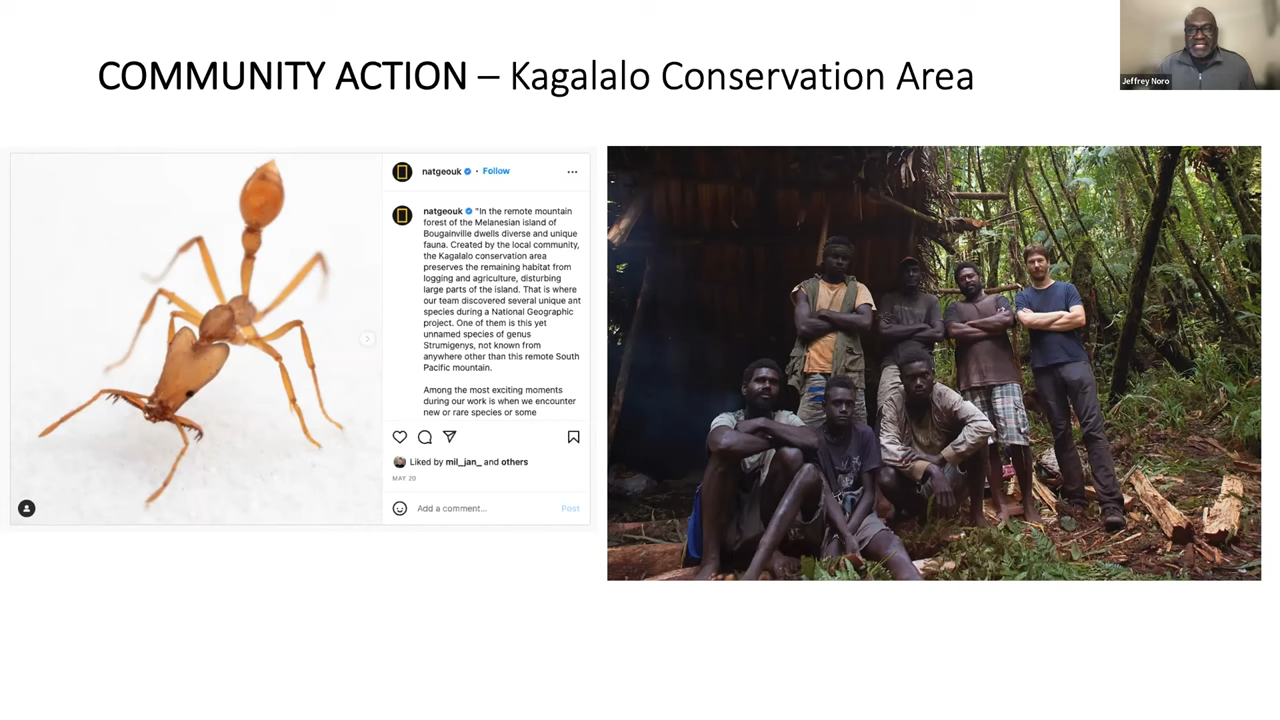 COMMUNITY ACTION – Kagalalo Conservation Area
Jeffrey Noro
natgeouk • Follow
natgeouk "In the remote mountain
forest of the Melanesian island of
Bougainville dwells diverse and unique
fauna. Created by the local community,
the Kagalalo conservation area
preserves the remaining habitat from
logging and agriculture, disturbing
large parts of the island. That is where
our team discovered several unique ant
species during a National Geographic
project. One of them is this yet
unnamed species of genus
Strumigenys, not known from
anywhere other than this remote South
Pacific mountain.
Among the most exciting moments
during our work is when we encounter
new or rare species or some
Liked by mil_jan_ and others
MAY 20
Add a comment...
Post